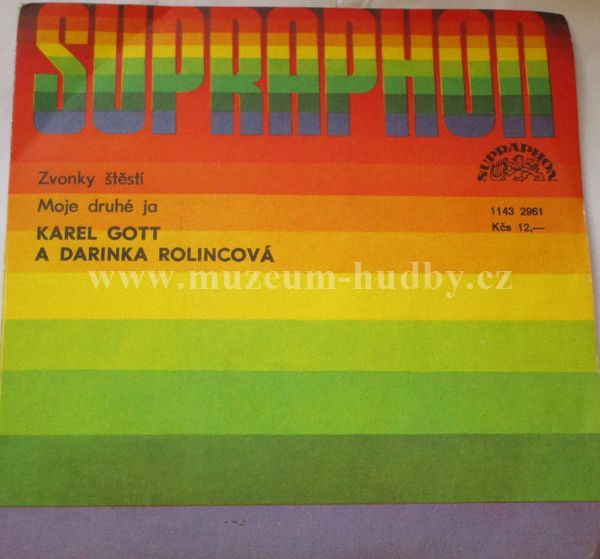 SUPRAPHON
SUPRAPHON
Zvonky štěstí
Moje druhé ja
1143 2961
KAREL GOTT
Kčs 12,—
A DARINKA ROLINCOVÁ
www.muzeum-hudby.cz